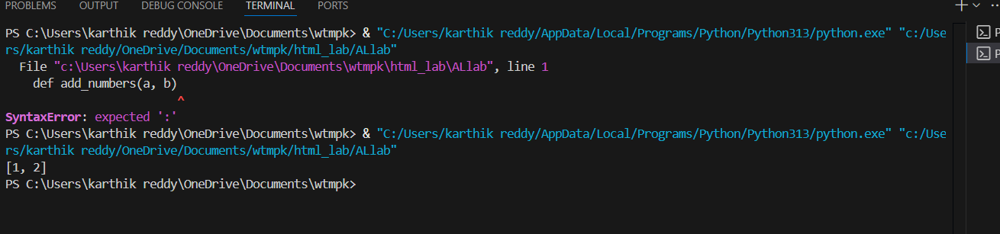 PROBLEMS OUTPUT DEBUG CONSOLE TERMINAL PORTS
PS C:\Users\karthik reddy\OneDrive\Documents\wtmpk> & "C:/Users/karthik reddy/AppData/Local/Programs/Python/Python313/python.exe" "c:/Use
rs/karthik reddy/OneDrive/Documents/wtmpk/html_lab/ALlab"
  File "c:\Users\karthik reddy\OneDrive\Documents\wtmpk\html_lab\ALlab", line 1
    def add_numbers(a, b)
                         ^
SyntaxError: expected ':'
PS C:\Users\karthik reddy\OneDrive\Documents\wtmpk> & "C:/Users/karthik reddy/AppData/Local/Programs/Python/Python313/python.exe" "c:/Use
rs/karthik reddy/OneDrive/Documents/wtmpk/html_lab/ALlab"
[1, 2]
PS C:\Users\karthik reddy\OneDrive\Documents\wtmpk>